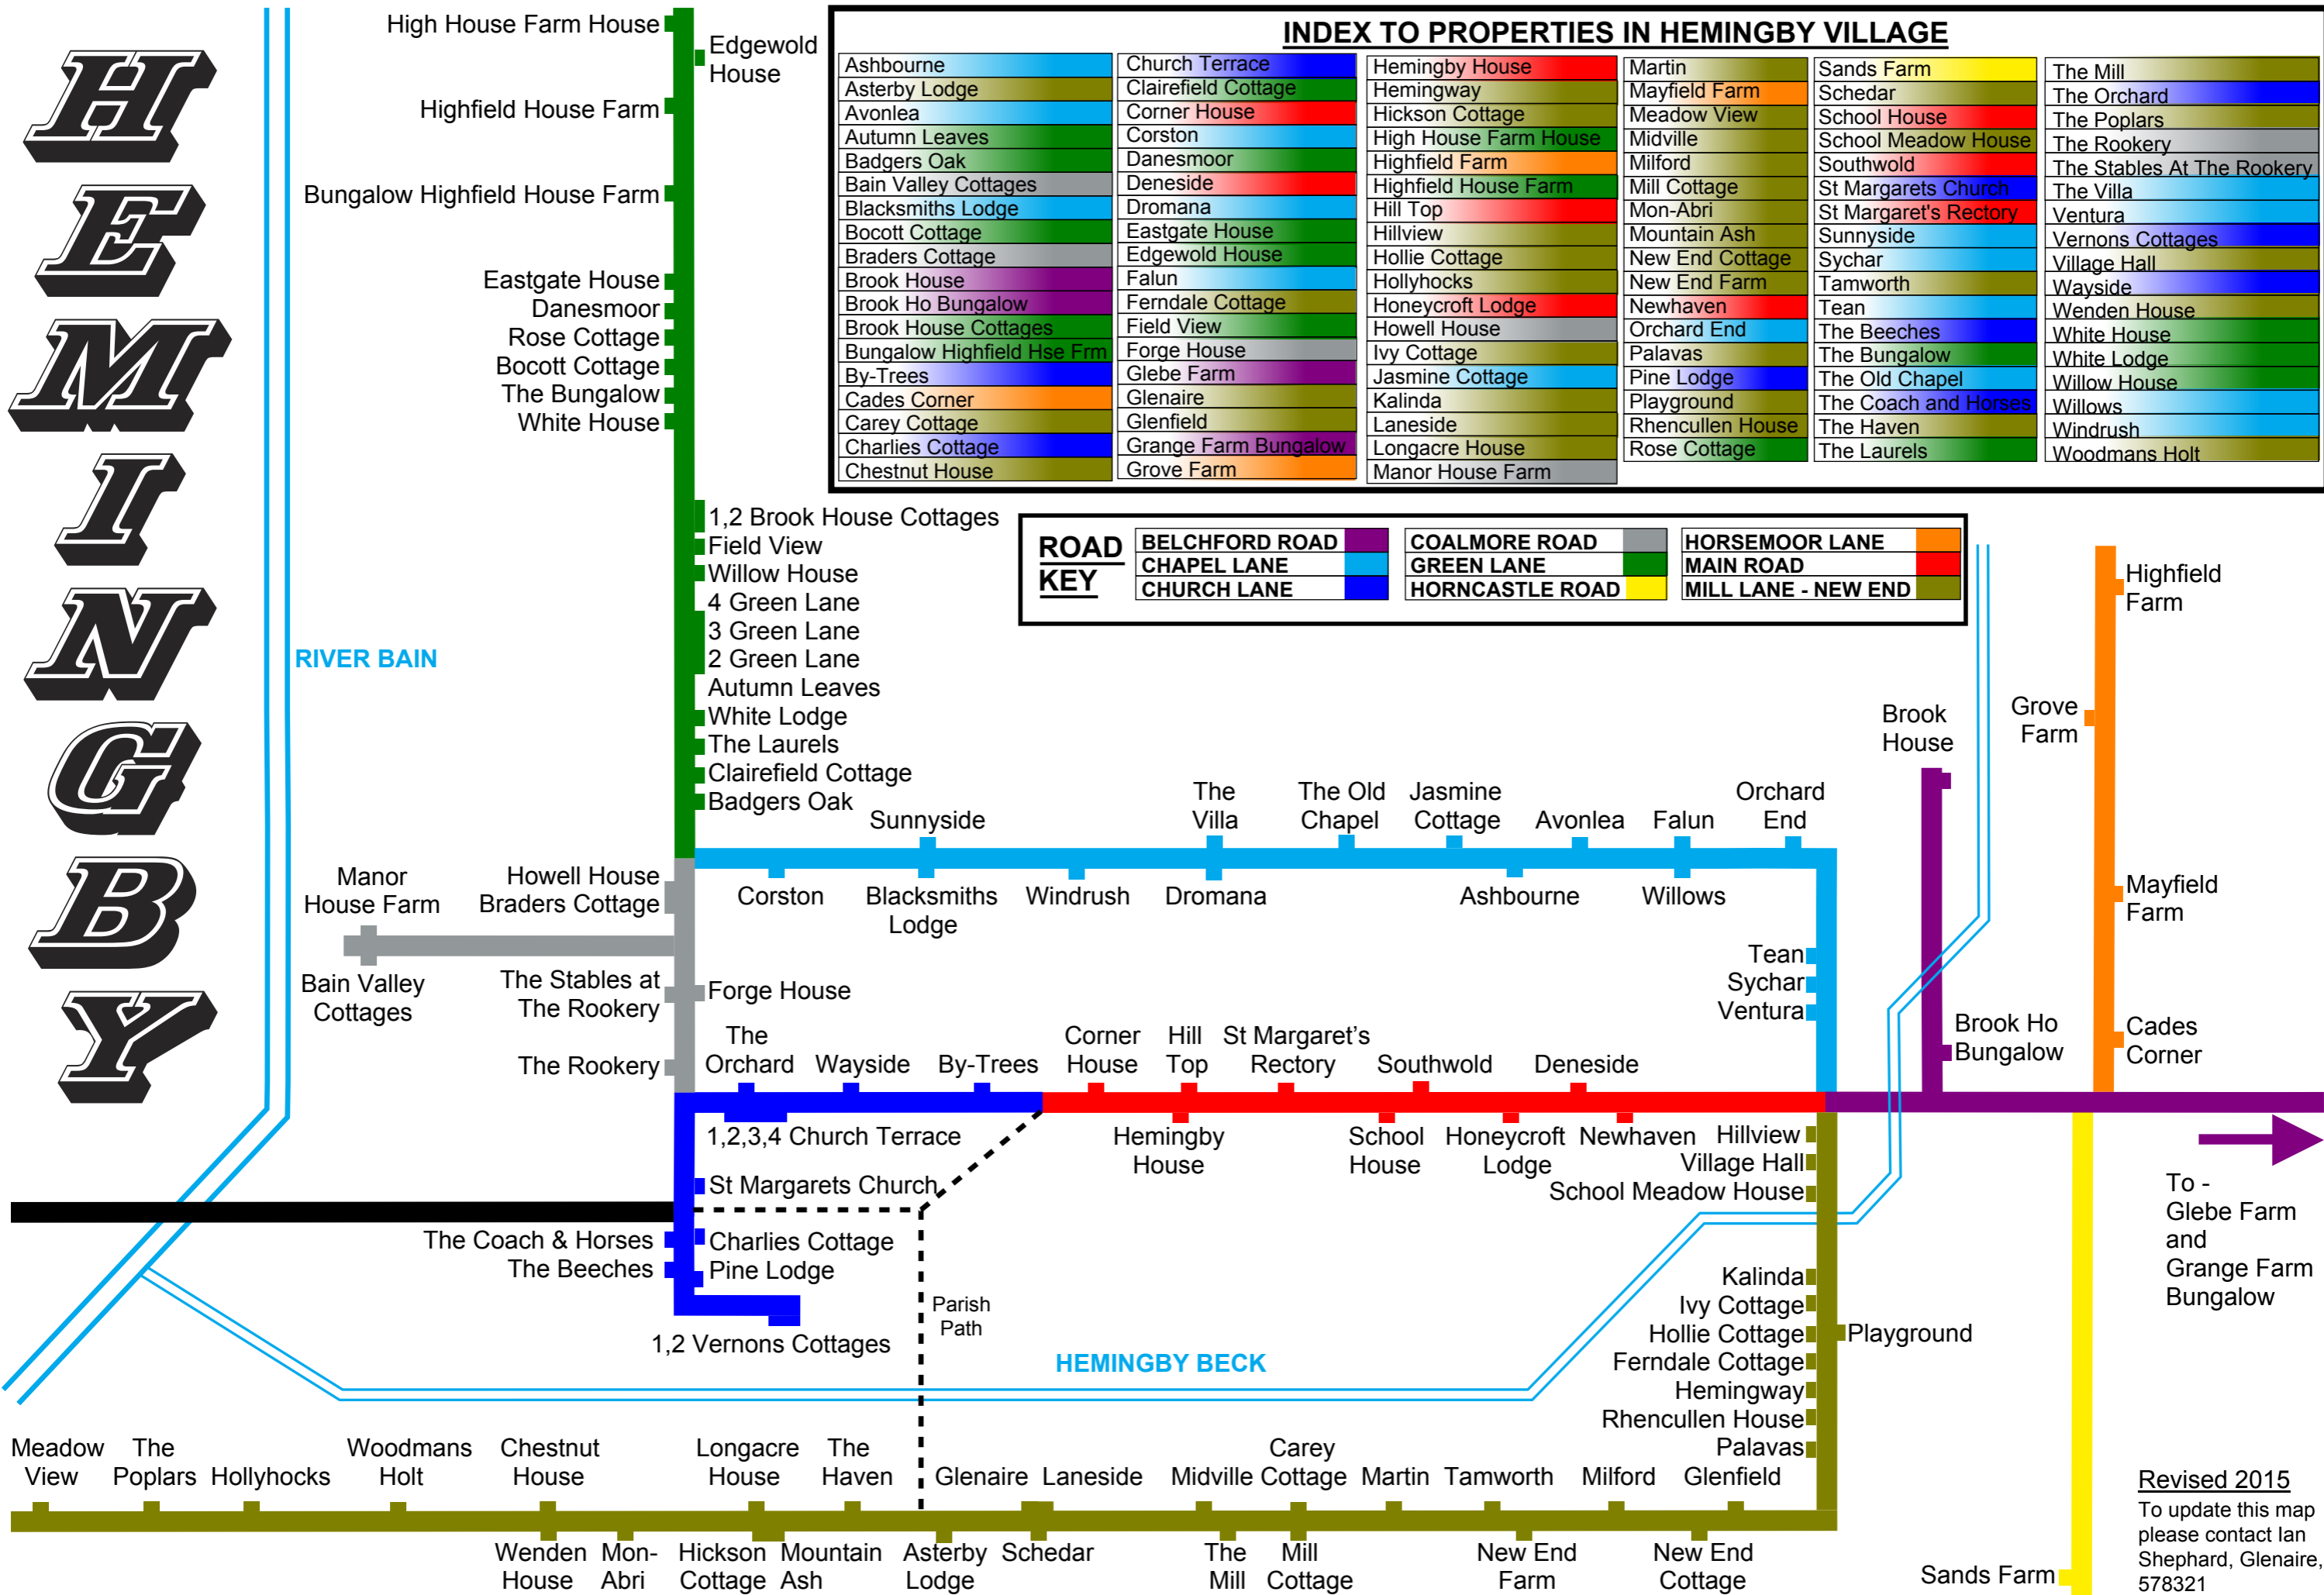 HEMINGBY
INDEX TO PROPERTIES IN HEMINGBY VILLAGE
Ashbourne
Asterby Lodge
Avonlea
Autumn Leaves
Badgers Oak
Bain Valley Cottages
Blacksmiths Lodge
Bocott Cottage
Braders Cottage
Brook House
Brook Ho Bungalow
Brook House Cottages
Bungalow Highfield Hse Frm
By-Trees
Cades Corner
Carey Cottage
Charlies Cottage
Chestnut House
Church Terrace
Clairefield Cottage
Corner House
Corston
Danesmoor
Deneside
Dromana
Eastgate House
Edgewold House
Falun
Ferndale Cottage
Field View
Forge House
Glebe Farm
Glenaire
Glenfield
Grange Farm Bungalow
Grove Farm
Hemingby House
Hemingway
Hickson Cottage
High House Farm House
Highfield Farm
Highfield House Farm
Hill Top
Hillview
Hollie Cottage
Hollyhocks
Honeycroft Lodge
Howell House
Ivy Cottage
Jasmine Cottage
Kalinda
Laneside
Longacre House
Manor House Farm
Martin
Mayfield Farm
Meadow View
Midville
Milford
Mill Cottage
Mon-Abri
Mountain Ash
New End Cottage
New End Farm
Newhaven
Orchard End
Palavas
Pine Lodge
Playground
Rhencullen House
Rose Cottage
Sands Farm
Schedar
School House
School Meadow House
Southwold
St Margarets Church
St Margaret's Rectory
Sunnyside
Sychar
Tamworth
Tean
The Beeches
The Bungalow
The Old Chapel
The Coach and Horses
The Haven
The Laurels
The Mill
The Orchard
The Poplars
The Rookery
The Stables At The Rookery
The Villa
Ventura
Vernons Cottages
Village Hall
Wayside
Wenden House
White House
White Lodge
Willow House
Willows
Windrush
Woodmans Holt
ROAD
KEY
BELCHFORD ROAD
CHAPEL LANE
CHURCH LANE
COALMORE ROAD
GREEN LANE
HORNCASTLE ROAD
HORSEMOOR LANE
MAIN ROAD
MILL LANE - NEW END
High House Farm House
Edgewold
House
Highfield House Farm
Bungalow Highfield House Farm
Eastgate House
Danesmoor
Rose Cottage
Bocott Cottage
The Bungalow
White House
1,2 Brook House Cottages
Field View
Willow House
4 Green Lane
3 Green Lane
2 Green Lane
Autumn Leaves
White Lodge
The Laurels
Clairefield Cottage
Badgers Oak
RIVER BAIN
Highfield
Farm
Grove
Farm
Brook
House
Mayfield
Farm
Cades
Corner
Brook Ho
Bungalow
Sunnyside
The
Villa
The Old
Chapel
Jasmine
Cottage
Avonlea
Falun
Orchard
End
Corston
Blacksmiths
Lodge
Windrush
Dromana
Ashbourne
Willows
Tean
Sychar
Ventura
Manor
House Farm
Howell House
Braders Cottage
Bain Valley
Cottages
The Stables at
The Rookery
Forge House
The Rookery
The
Orchard
Wayside
By-Trees
Corner
House
Hill
Top
St Margaret's
Rectory
Southwold
Deneside
1,2,3,4 Church Terrace
Hemingby
House
School
House
Honeycroft
Lodge
Newhaven
Hillview
Village Hall
School Meadow House
St Margarets Church
The Coach & Horses
The Beeches
Charlies Cottage
Pine Lodge
1,2 Vernons Cottages
Parish
Path
HEMINGBY BECK
Kalinda
Ivy Cottage
Hollie Cottage
Ferndale Cottage
Hemingway
Rhencullen House
Palavas
Playground
To -
Glebe Farm
and
Grange Farm
Bungalow
Meadow
View
The
Poplars
Hollyhocks
Woodmans
Holt
Chestnut
House
Longacre
House
The
Haven
Glenaire
Laneside
Midville
Carey
Cottage
Martin
Tamworth
Milford
Glenfield
Wenden
House
Mon-
Abri
Hickson
Cottage
Mountain
Ash
Asterby
Lodge
Schedar
The
Mill
Mill
Cottage
New End
Farm
New End
Cottage
Sands Farm
Revised 2015
To update this map
please contact Ian
Shephard, Glenaire,
578321